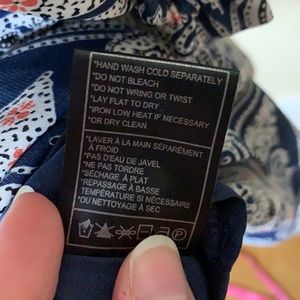 *HAND WASH COLD SEPARATELY
*DO NOT BLEACH
*DO NOT WRING OR TWIST
*LAY FLAT TO DRY
*IRON LOW HEAT IF NECESSARY
*OR DRY CLEAN
*LAVER À LA MAIN SÉPARÉMENT
À FROID
*PAS D'EAU DE JAVEL
*NE PAS TORDRE
*SÉCHAGE À PLAT
*REPASSAGE À BASSE
TEMPÉRATURE SI NÉCESSAIRE
*OU NETTOYAGE À SEC